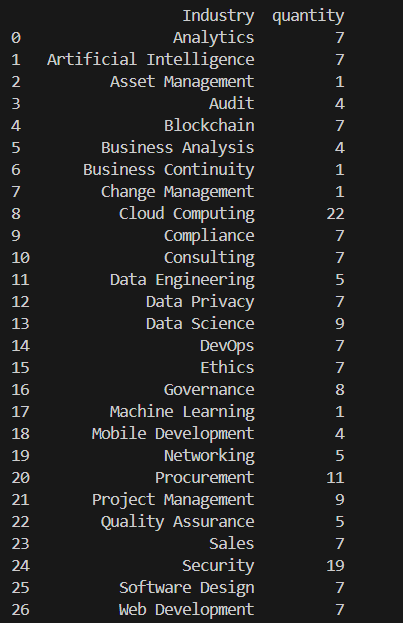 Industry quantity
0 Analytics 7
1 Artificial Intelligence 7
2 Asset Management 1
3 Audit 4
4 Blockchain 7
5 Business Analysis 4
6 Business Continuity 1
7 Change Management 1
8 Cloud Computing 22
9 Compliance 7
10 Consulting 7
11 Data Engineering 5
12 Data Privacy 7
13 Data Science 9
14 DevOps 7
15 Ethics 7
16 Governance 8
17 Machine Learning 1
18 Mobile Development 4
19 Networking 5
20 Procurement 11
21 Project Management 9
22 Quality Assurance 5
23 Sales 7
24 Security 19
25 Software Design 7
26 Web Development 7